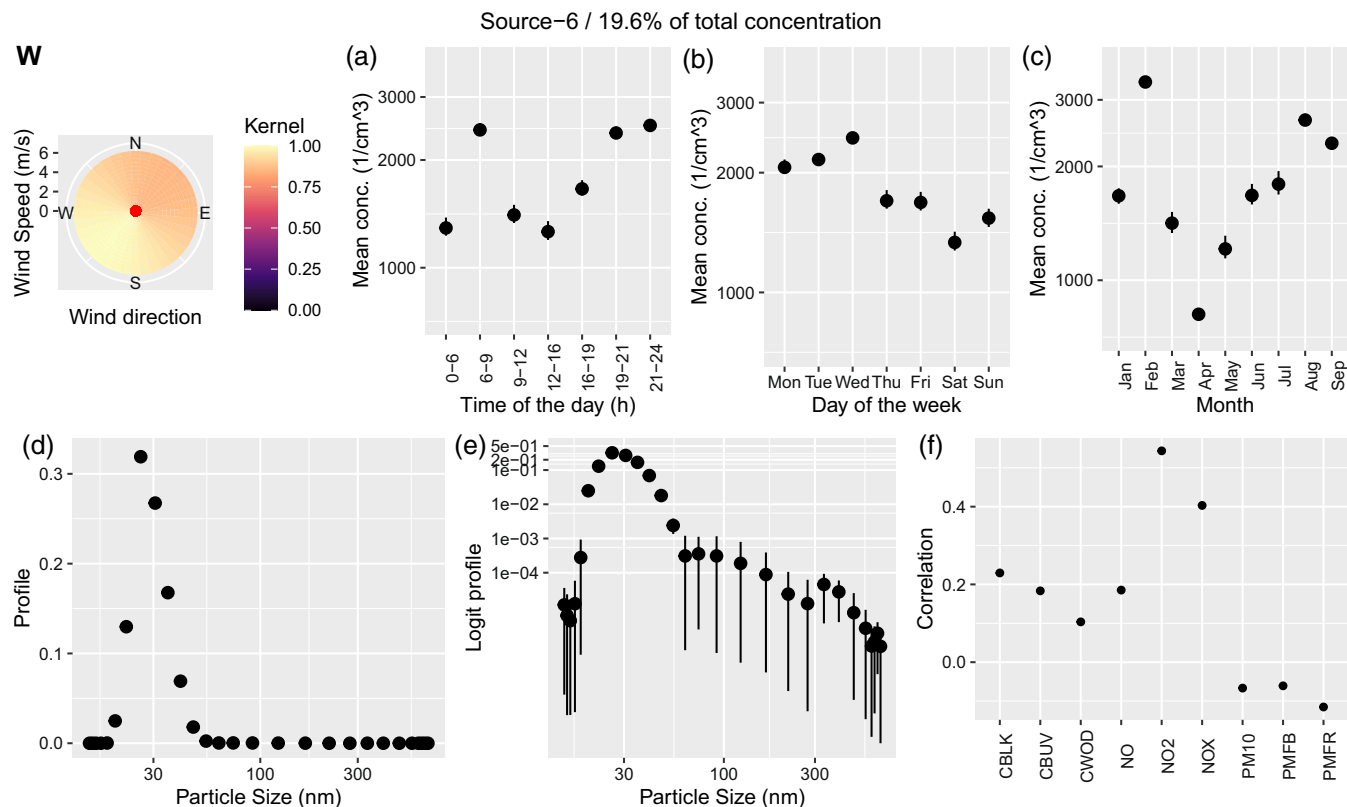 Source−6 / 19.6% of total concentration
W
Wind Speed (m/s)
6
4
2
0
N
W
E
S
Wind direction
Kernel
1.00
0.75
0.50
0.25
0.00
(a)
Mean conc. (1/cm^3)
3000
2000
1000
0−6
6−9
9−12
12−16
16−19
19−21
21−24
Time of the day (h)
(b)
Mean conc. (1/cm^3)
3000
2000
1000
Mon Tue Wed Thu Fri Sat Sun
Day of the week
(c)
Mean conc. (1/cm^3)
3000
2000
1000
Jan
Feb
Mar
Apr
May
Jun
Jul
Aug
Sep
Month
(d)
Profile
0.3
0.2
0.1
0.0
30 100 300
Particle Size (nm)
(e)
Logit profile
5e−01
2e−01
1e−01
1e−02
1e−03
1e−04
30 100 300
Particle Size (nm)
(f)
Correlation
0.4
0.2
0.0
CBLK
CBUV
CWOD
NO
NO2
NOX
PM10
PMFB
PMFR